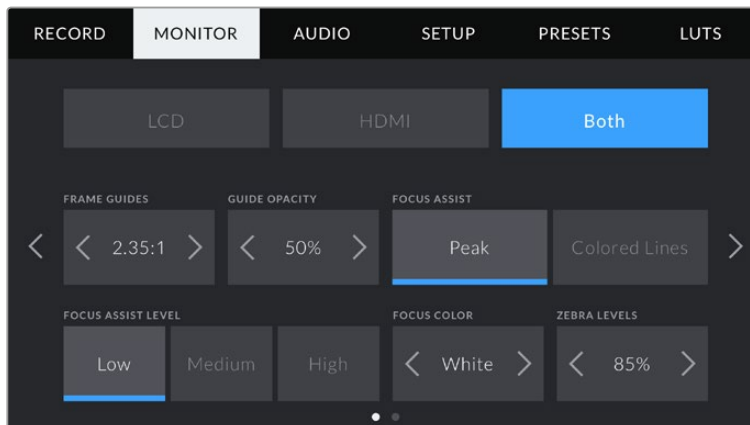 RECORD MONITOR AUDIO SETUP PRESETS LUTS
LCD HDMI Both
FRAME GUIDES GUIDE OPACITY FOCUS ASSIST
2.35:1 50% Peak Colored Lines
FOCUS ASSIST LEVEL FOCUS COLOR ZEBRA LEVELS
Low Medium High White 85%